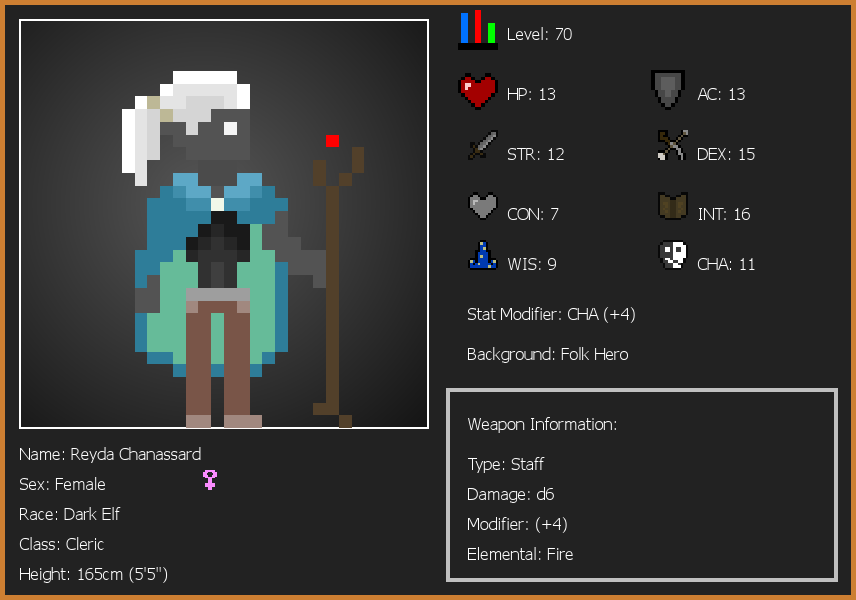 Level: 70
HP: 13
AC: 13
STR: 12
DEX: 15
CON: 7
INT: 16
WIS: 9
CHA: 11
Stat Modifier: CHA (+4)
Background: Folk Hero
Weapon Information:
Type: Staff
Damage: d6
Modifier: (+4)
Elemental: Fire
Name: Reyda Chanassard
Sex: Female
Race: Dark Elf
Class: Cleric
Height: 165cm (5'5")